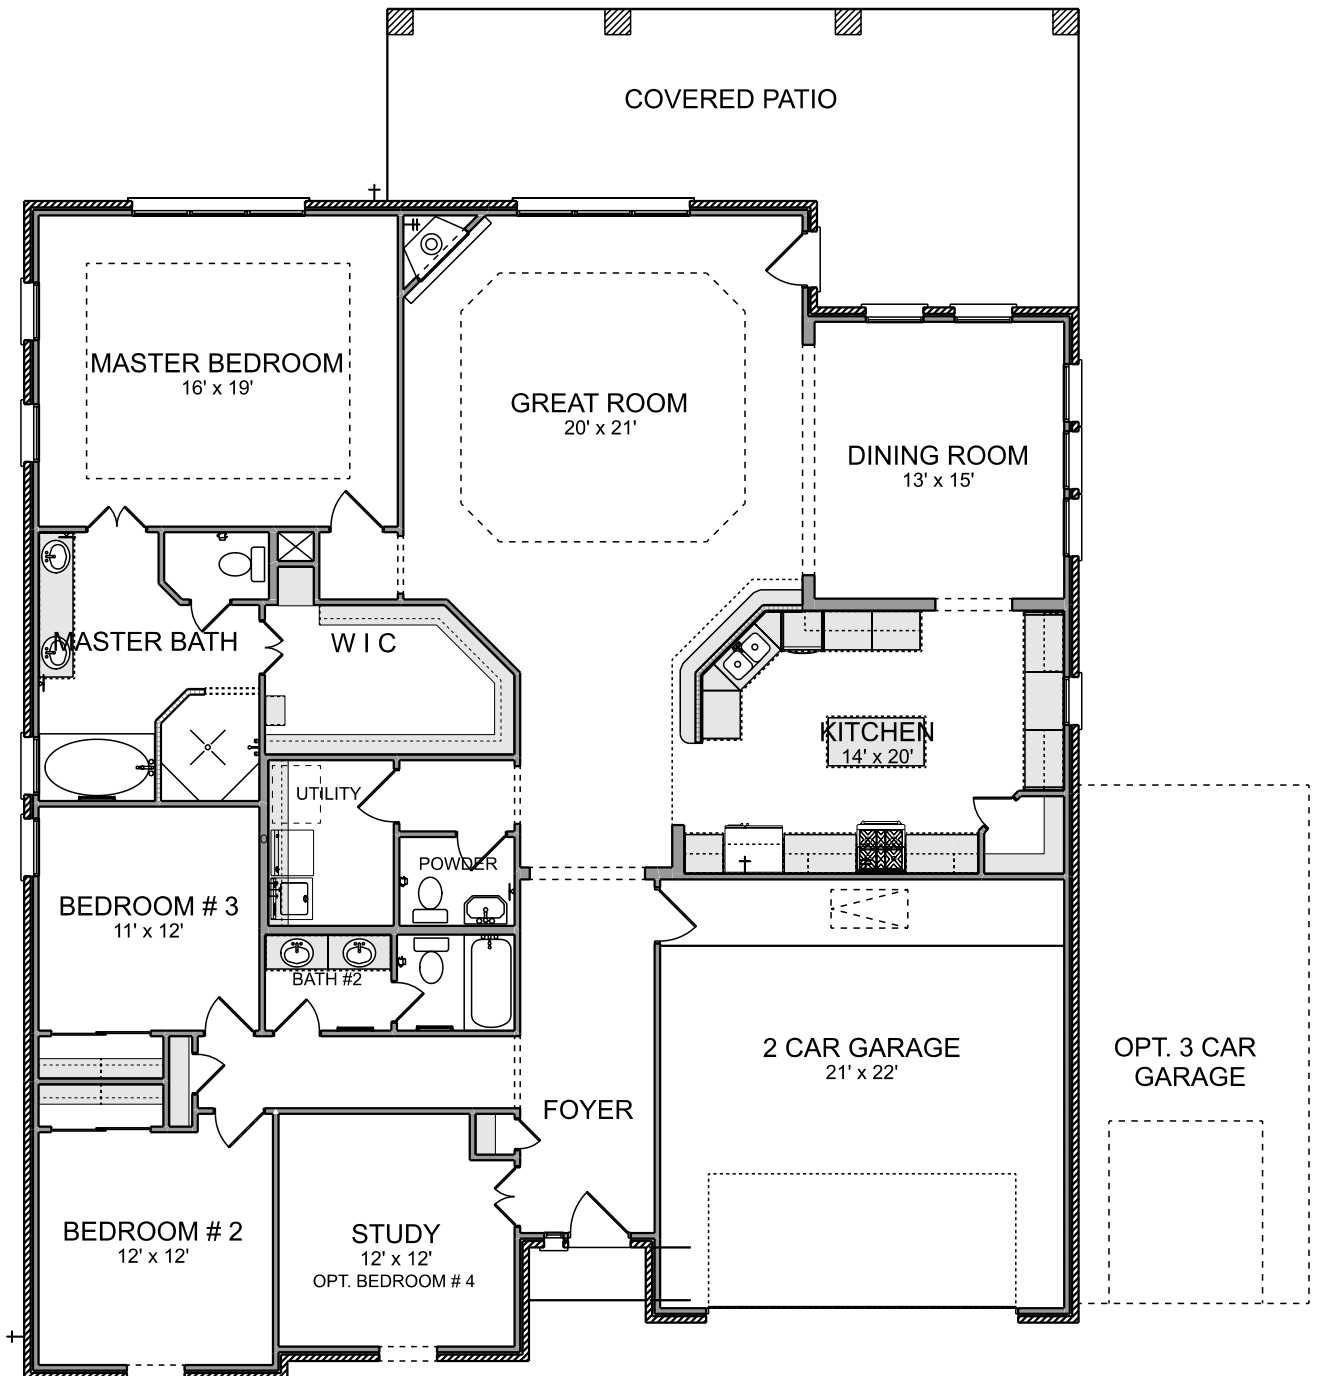 COVERED PATIO
MASTER BEDROOM
16' x 19'
GREAT ROOM
20' x 21'
DINING ROOM
13' x 15'
MASTER BATH
W I C
KITCHEN
14' x 20'
UTILITY
POWDER
BEDROOM # 3
11' x 12'
BATH #2
2 CAR GARAGE
21' x 22'
OPT. 3 CAR
GARAGE
FOYER
BEDROOM # 2
12' x 12'
STUDY
12' x 12'
OPT. BEDROOM # 4